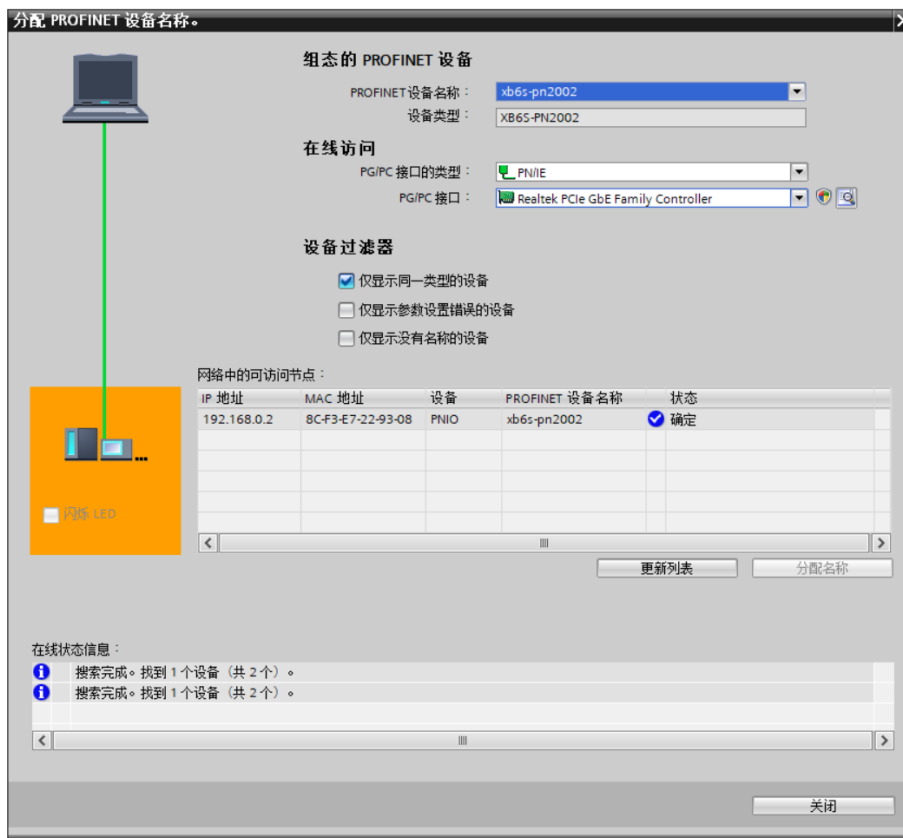 分配 PROFINET 设备名称。
组态的 PROFINET 设备
PROFINET设备名称： xb6s-pn2002
设备类型： XB6S-PN2002
在线访问
PG/PC 接口的类型： PN/IE
PG/PC 接口： Realtek PCIe GbE Family Controller
设备过滤器
仅显示同一类型的设备
仅显示参数设置错误的设备
仅显示没有名称的设备
网络中的可访问节点：
IP 地址 MAC 地址 设备 PROFINET 设备名称 状态
192.168.0.2 8C-F3-E7-22-93-08 PNIO xb6s-pn2002 确定
闪烁 LED
更新列表 分配名称
在线状态信息：
搜索完成。找到 1 个设备（共 2 个）。
搜索完成。找到 1 个设备（共 2 个）。
关闭